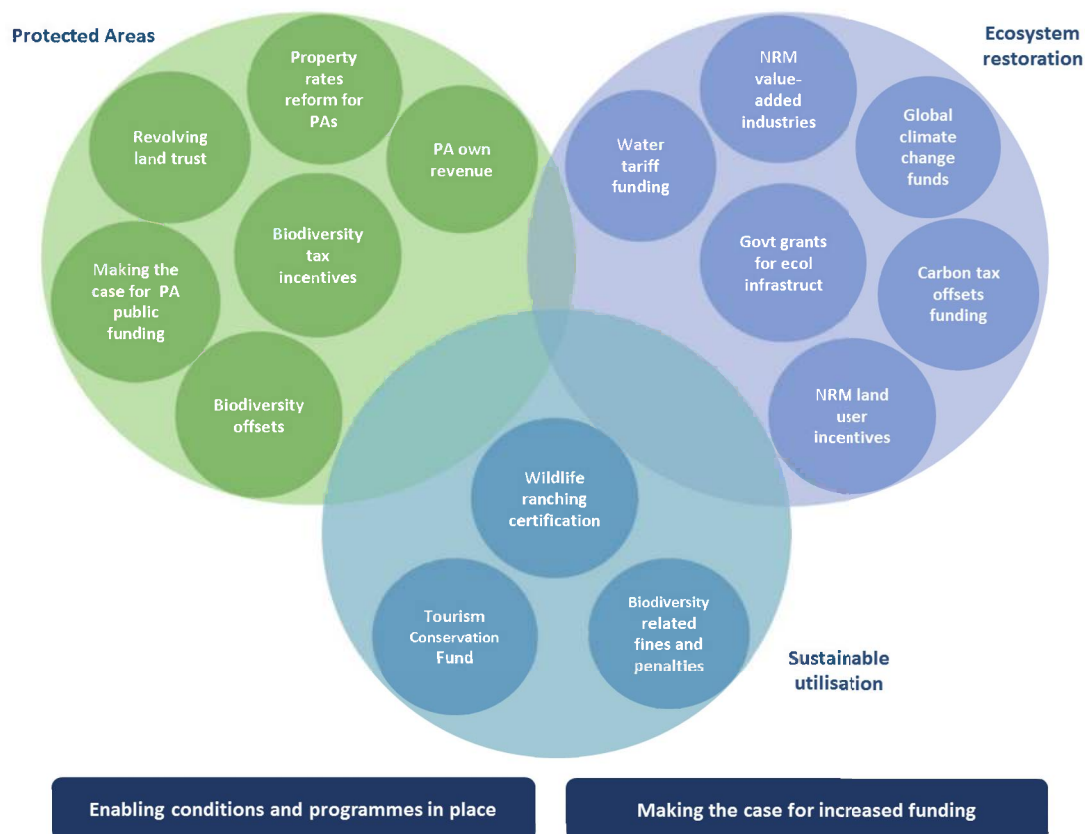 Protected Areas
Property
rates
reform for
PAs
Revolving
land trust
PA own
revenue
Biodiversity
tax
incentives
Making the
case for PA
public
funding
Biodiversity
offsets
Ecosystem
restoration
NRM
value-
added
industries
Water
tariff
funding
Global
climate
change
funds
Govt grants
for ecol
infrastruct
Carbon tax
offsets
funding
NRM land
user
incentives
Wildlife
ranching
certification
Tourism
Conservation
Fund
Biodiversity
related
fines and
penalties
Sustainable
utilisation
Enabling conditions and programmes in place
Making the case for increased funding